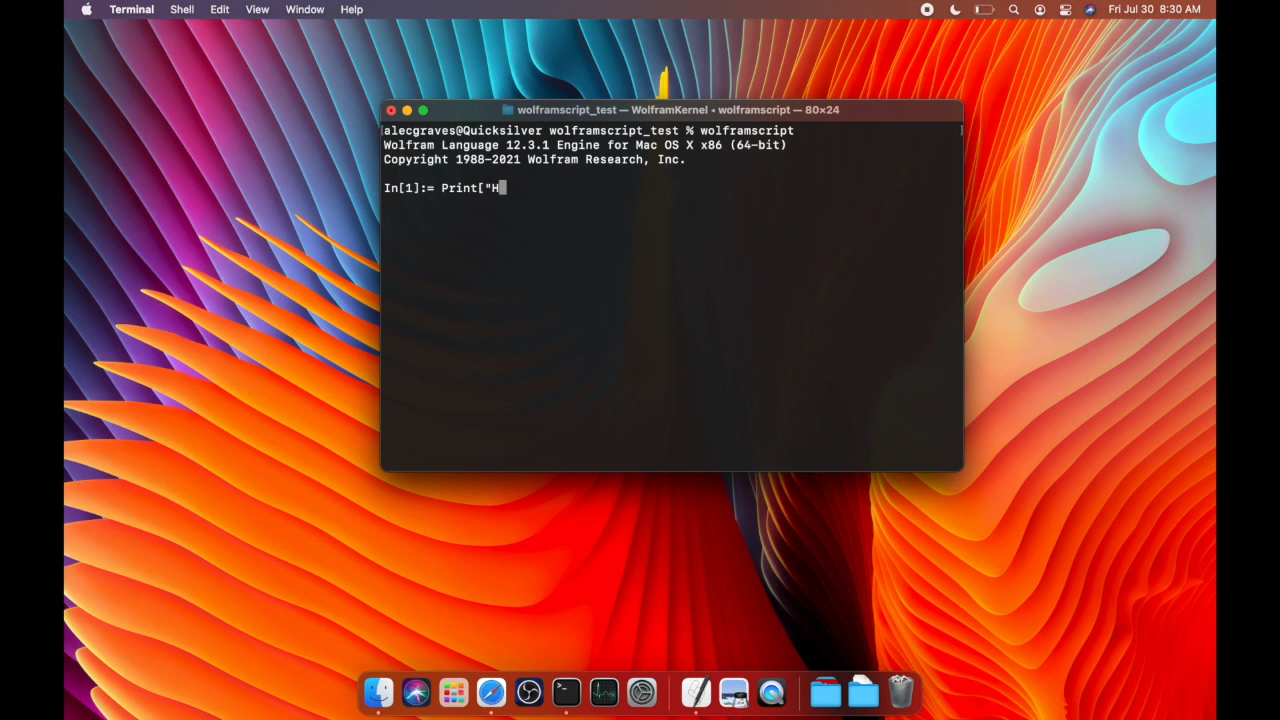 Terminal Shell Edit View Window Help Fri Jul 30 8:30 AM
wolframscript_test — WolframKernel ◂ wolframscript — 80×24
alecgraves@Quicksilver wolframscript_test % wolframscript
Wolfram Language 12.3.1 Engine for Mac OS X x86 (64-bit)
Copyright 1988-2021 Wolfram Research, Inc.
In[1]:= Print["H